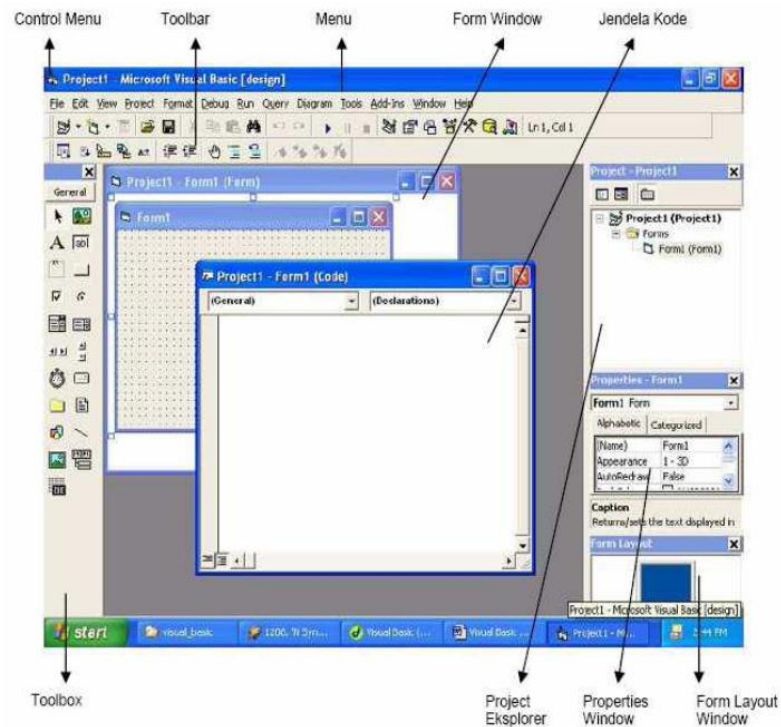 Control Menu
Toolbar
Menu
Form Window
Jendela Kode
Project1 - Microsoft Visual Basic [design]
File Edit View Project Format Debug Run Query Diagram Tools Add-Ins Window Help
Ln 1, Col 1
General
Project1 - Form1 (Form)
Form1
Project1 - Form1 (Code)
(General)
(Declarations)
Project - Project1
Project1 (Project1)
Forms
Form1 (Form1)
Properties - Form1
Form1 Form
Alphabetic Categorized
(Name) Form1
Appearance 1 - 3D
AutoRedraw False
Caption
Returns/sets the text displayed in
Form Layout
Project1 - Microsoft Visual Basic [design]
start
visual_basic
Visual Basic (...
Visual Basic ...
Project1 - Mi...
Toolbox
Project
Eksplorer
Properties
Window
Form Layout
Window